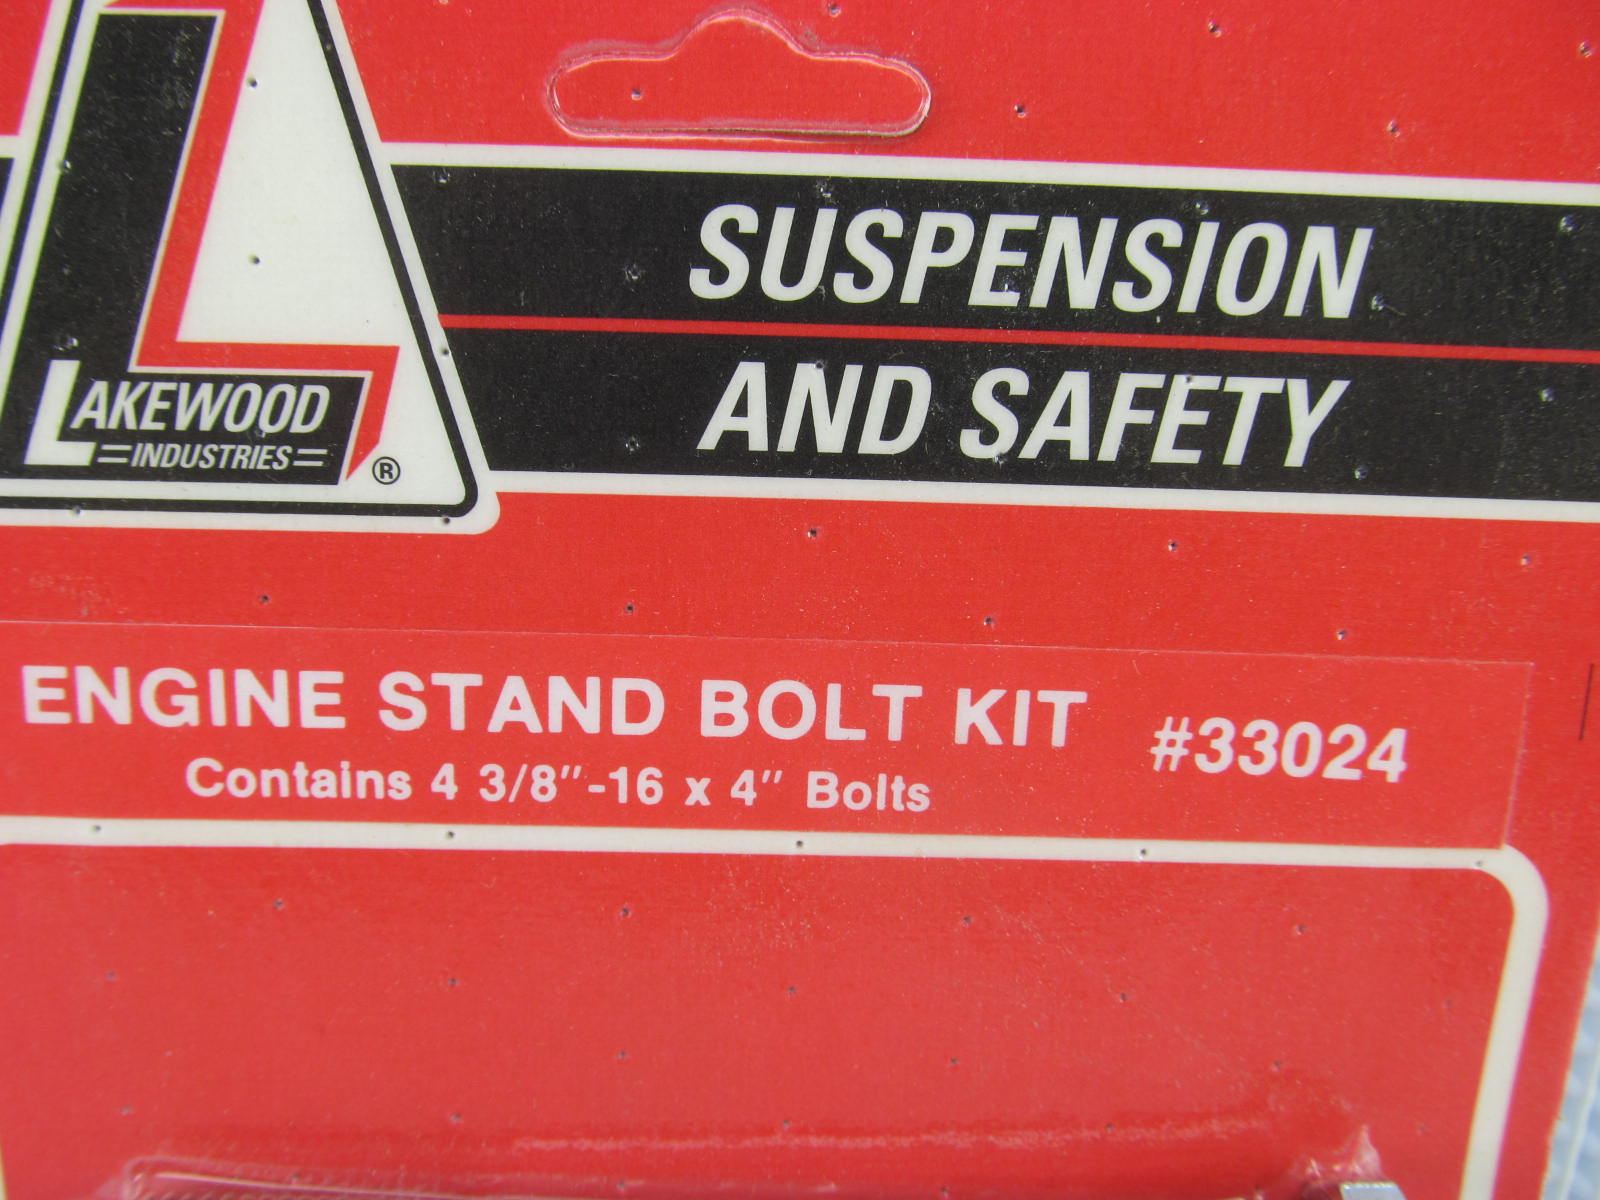 SUSPENSION
AND SAFETY
LAKEWOOD
=INDUSTRIES=
®
ENGINE STAND BOLT KIT #33024
Contains 4 3/8"-16 x 4" Bolts